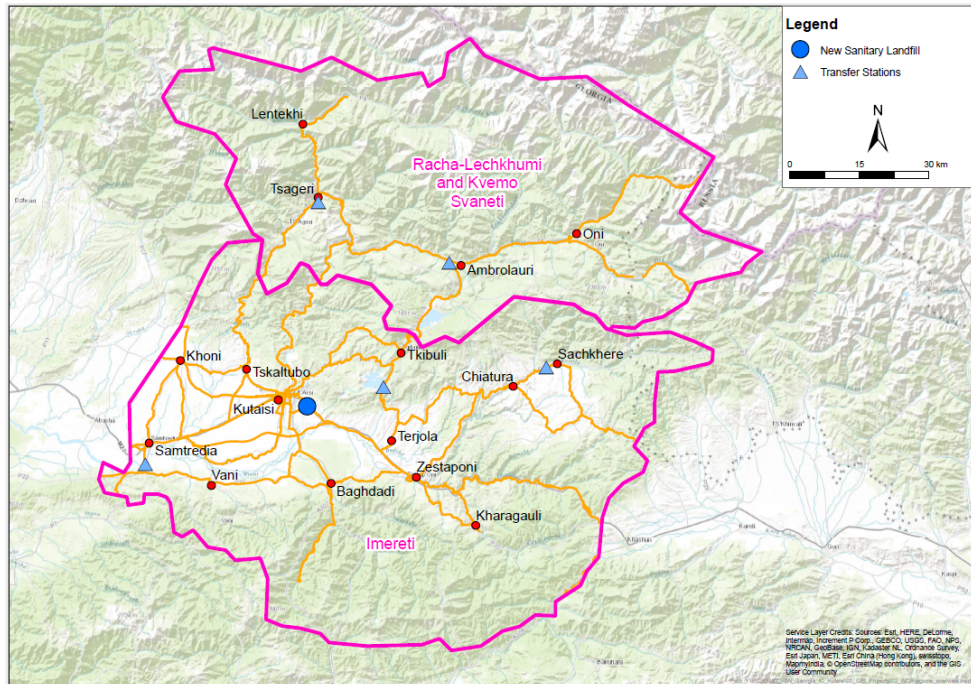 Legend
New Sanitary Landfill
Transfer Stations
N
0 15 30 km
GEORGIA
RUSSIA
Lentekhi
Racha-Lechkhumi
and Kvemo
Svaneti
Tsageri
Oni
Ambrolauri
Khoni
Tskaltubo
Tkibuli
Sachkhere
Chiatura
Kutaisi
Samtredia
Terjola
Vani
Zestaponi
Baghdadi
Kharagauli
Imereti
Service Layer Credits: Sources: Esri, HERE, DeLorme,
Intermap, increment P Corp., GEBCO, USGS, FAO, NPS,
NRCAN, GeoBase, IGN, Kadaster NL, Ordnance Survey,
Esri Japan, METI, Esri China (Hong Kong), swisstopo,
MapmyIndia, © OpenStreetMap contributors, and the GIS
User Community